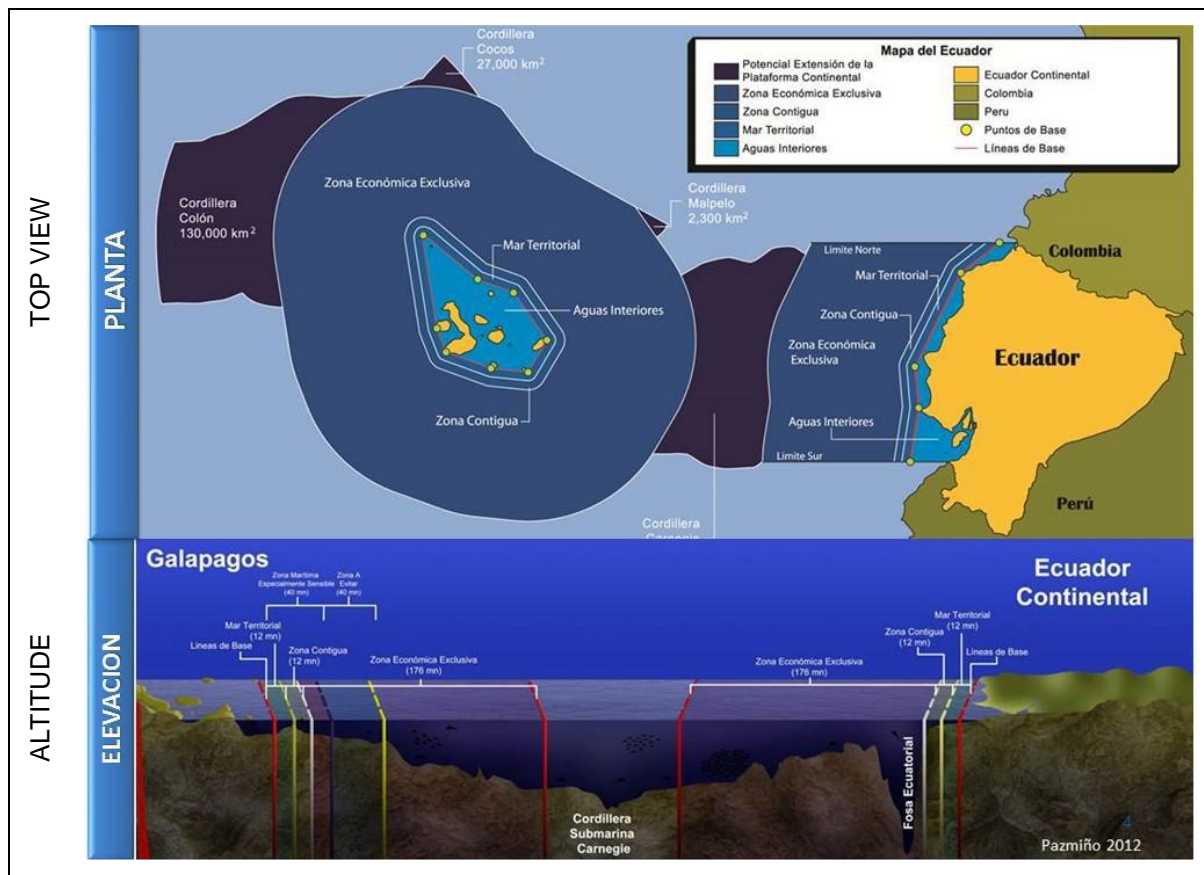 TOP VIEW
PLANTA
Cordillera
Cocos
27,000 km²
Cordillera
Colón
130,000 km²
Zona Económica Exclusiva
Mar Territorial
Aguas Interiores
Zona Contigua
Cordillera
Malpelo
2,300 km²
Cordillera
Mapa del Ecuador
Potencial Extensión de la
Plataforma Continental
Zona Económica Exclusiva
Zona Contigua
Mar Territorial
Aguas Interiores
Ecuador Continental
Colombia
Peru
Puntos de Base
Líneas de Base
Limite Norte
Mar Territorial
Zona Contigua
Zona Económica
Exclusiva
Aguas Interiores
Limite Sur
Colombia
Ecuador
Perú
ALTITUDE
ELEVACION
Galapagos
Zona Marítima
Especialmente Sensible
(40 mn)
Zona A
Evitar
(40 mn)
Mar Territorial
(12 mn)
Líneas de Base
Zona Contigua
(12 mn)
Zona Económica Exclusiva
(176 mn)
Ecuador
Continental
Zona Económica Exclusiva
(176 mn)
Zona Contigua
(12 mn)
Mar Territorial
(12 mn)
Líneas de Base
Cordillera
Submarina
Carnegie
Fosa Ecuatorial
4
Pazmiño 2012